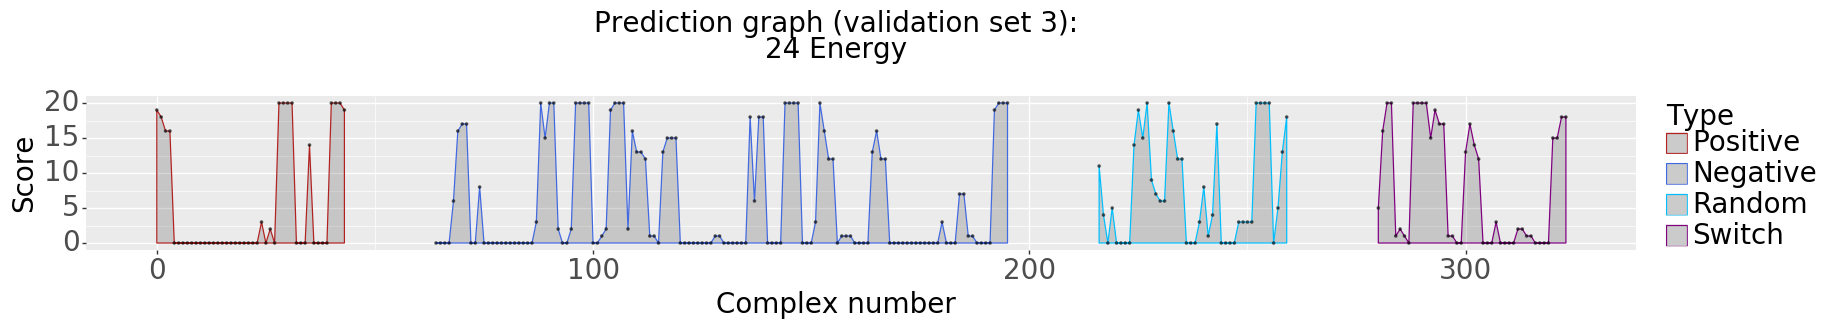 Prediction graph (validation set 3):
24 Energy
20
15
10
5
0
Score
0 100 200 300
Complex number
Type
Positive
Negative
Random
Switch